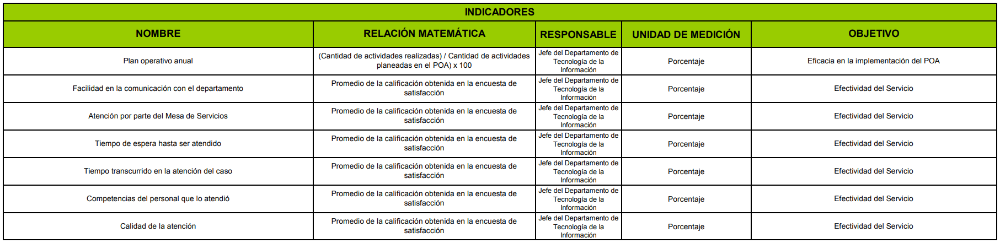 INDICADORES
NOMBRE
RELACIÓN MATEMÁTICA
RESPONSABLE
UNIDAD DE MEDICIÓN
OBJETIVO
Plan operativo anual
(Cantidad de actividades realizadas) / Cantidad de actividades
planeadas en el POA) x 100
Jefe del Departamento de
Tecnología de la
Información
Porcentaje
Eficacia en la implementación del POA
Facilidad en la comunicación con el departamento
Promedio de la calificación obtenida en la encuesta de
satisfacción
Jefe del Departamento de
Tecnología de la
Información
Porcentaje
Efectividad del Servicio
Atención por parte del Mesa de Servicios
Promedio de la calificación obtenida en la encuesta de
satisfacción
Jefe del Departamento de
Tecnología de la
Información
Porcentaje
Efectividad del Servicio
Tiempo de espera hasta ser atendido
Promedio de la calificación obtenida en la encuesta de
satisfacción
Jefe del Departamento de
Tecnología de la
Información
Porcentaje
Efectividad del Servicio
Tiempo transcurrido en la atención del caso
Promedio de la calificación obtenida en la encuesta de
satisfacción
Jefe del Departamento de
Tecnología de la
Información
Porcentaje
Efectividad del Servicio
Competencias del personal que lo atendió
Promedio de la calificación obtenida en la encuesta de
satisfacción
Jefe del Departamento de
Tecnología de la
Información
Porcentaje
Efectividad del Servicio
Calidad de la atención
Promedio de la calificación obtenida en la encuesta de
satisfacción
Jefe del Departamento de
Tecnología de la
Información
Porcentaje
Efectividad del Servicio